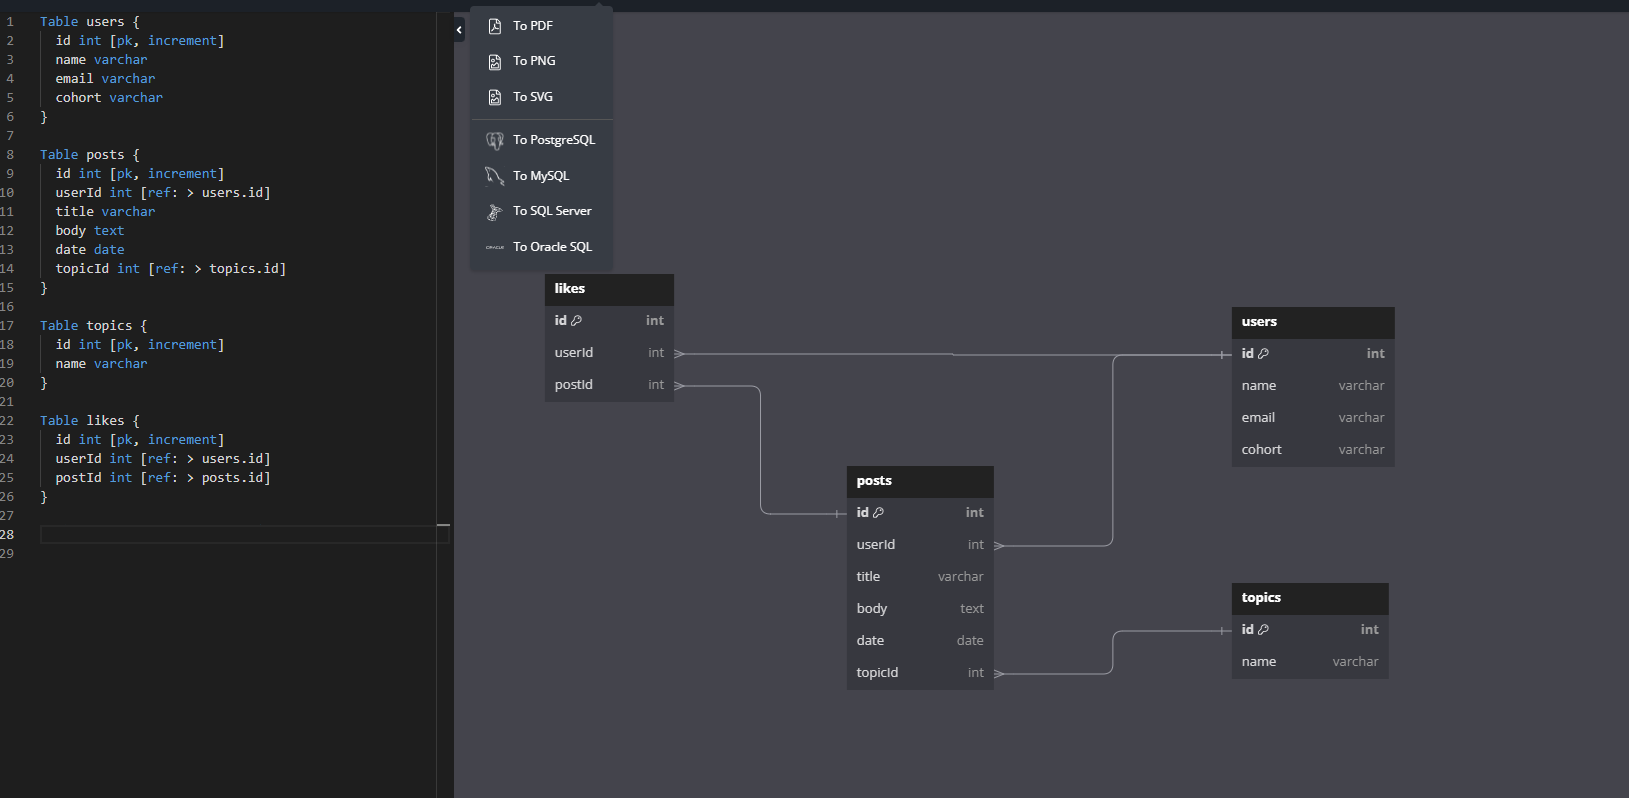 1 Table users {
2 id int [pk, increment]
3 name varchar
4 email varchar
5 cohort varchar
6 }
7
8 Table posts {
9 id int [pk, increment]
10 userId int [ref: > users.id]
11 title varchar
12 body text
13 date date
14 topicId int [ref: > topics.id]
15 }
16
17 Table topics {
18 id int [pk, increment]
19 name varchar
20 }
21
22 Table likes {
23 id int [pk, increment]
24 userId int [ref: > users.id]
25 postId int [ref: > posts.id]
26 }
27
28
29
To PDF
To PNG
To SVG
To PostgreSQL
To MySQL
To SQL Server
ORACLE To Oracle SQL
likes
id int
userId int
postId int
users
id int
name varchar
email varchar
cohort varchar
posts
id int
userId int
title varchar
body text
date date
topicId int
topics
id int
name varchar